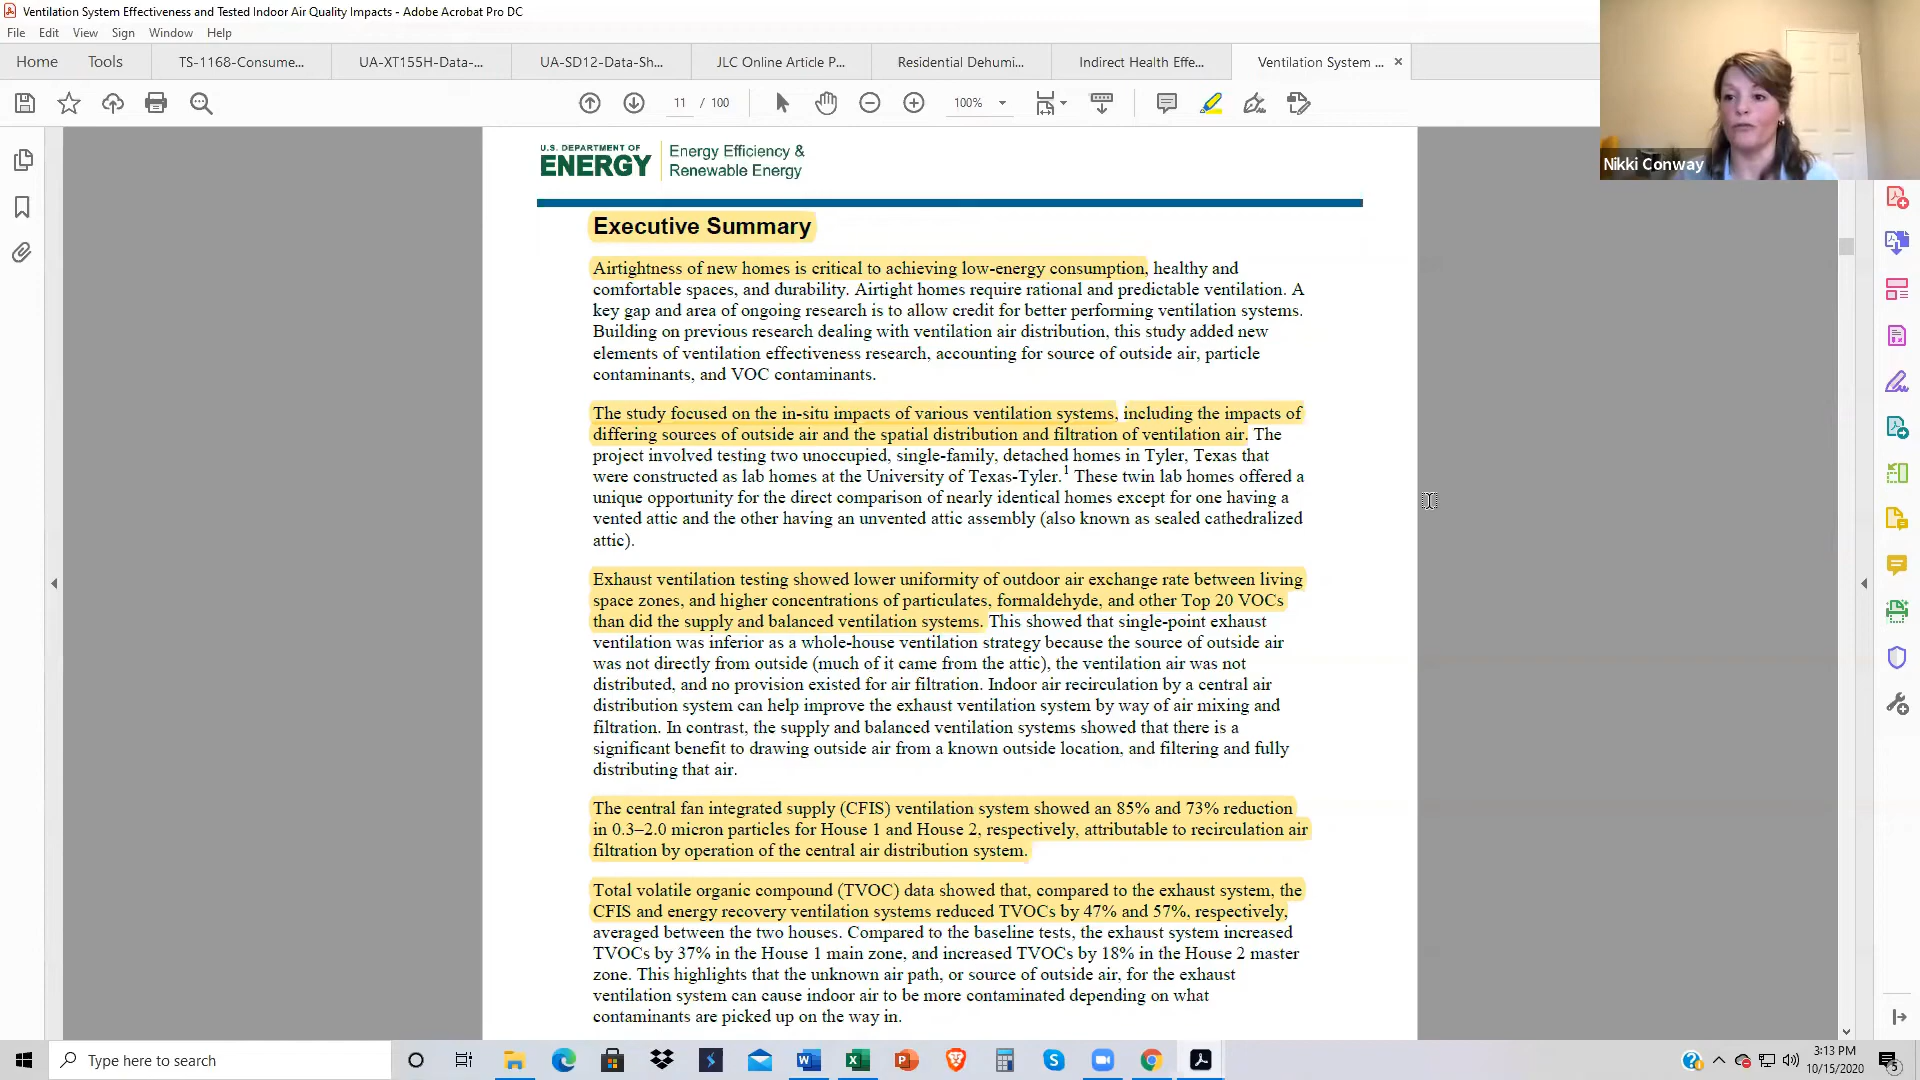 Ventilation System Effectiveness and Tested Indoor Air Quality Impacts - Adobe Acrobat Pro DC
File Edit View Sign Window Help
Home Tools TS-1168-Consume... UA-XT155H-Data-... UA-SD12-Data-Sh... JLC Online Article P... Residential Dehumi... Indirect Health Effe... Ventilation System ... ×
11 / 100 100%
Nikki Conway
U.S. DEPARTMENT OF
ENERGY
Energy Efficiency &
Renewable Energy
Executive Summary
Airtightness of new homes is critical to achieving low-energy consumption, healthy and
comfortable spaces, and durability. Airtight homes require rational and predictable ventilation. A
key gap and area of ongoing research is to allow credit for better performing ventilation systems.
Building on previous research dealing with ventilation air distribution, this study added new
elements of ventilation effectiveness research, accounting for source of outside air, particle
contaminants, and VOC contaminants.
The study focused on the in-situ impacts of various ventilation systems, including the impacts of
differing sources of outside air and the spatial distribution and filtration of ventilation air. The
project involved testing two unoccupied, single-family, detached homes in Tyler, Texas that
were constructed as lab homes at the University of Texas-Tyler.1 These twin lab homes offered a
unique opportunity for the direct comparison of nearly identical homes except for one having a
vented attic and the other having an unvented attic assembly (also known as sealed cathedralized
attic).
Exhaust ventilation testing showed lower uniformity of outdoor air exchange rate between living
space zones, and higher concentrations of particulates, formaldehyde, and other Top 20 VOCs
than did the supply and balanced ventilation systems. This showed that single-point exhaust
ventilation was inferior as a whole-house ventilation strategy because the source of outside air
was not directly from outside (much of it came from the attic), the ventilation air was not
distributed, and no provision existed for air filtration. Indoor air recirculation by a central air
distribution system can help improve the exhaust ventilation system by way of air mixing and
filtration. In contrast, the supply and balanced ventilation systems showed that there is a
significant benefit to drawing outside air from a known outside location, and filtering and fully
distributing that air.
The central fan integrated supply (CFIS) ventilation system showed an 85% and 73% reduction
in 0.3–2.0 micron particles for House 1 and House 2, respectively, attributable to recirculation air
filtration by operation of the central air distribution system.
Total volatile organic compound (TVOC) data showed that, compared to the exhaust system, the
CFIS and energy recovery ventilation systems reduced TVOCs by 47% and 57%, respectively,
averaged between the two houses. Compared to the baseline tests, the exhaust system increased
TVOCs by 37% in the House 1 main zone, and increased TVOCs by 18% in the House 2 master
zone. This highlights that the unknown air path, or source of outside air, for the exhaust
ventilation system can cause indoor air to be more contaminated depending on what
contaminants are picked up on the way in.
Type here to search
3:13 PM
10/15/2020
5